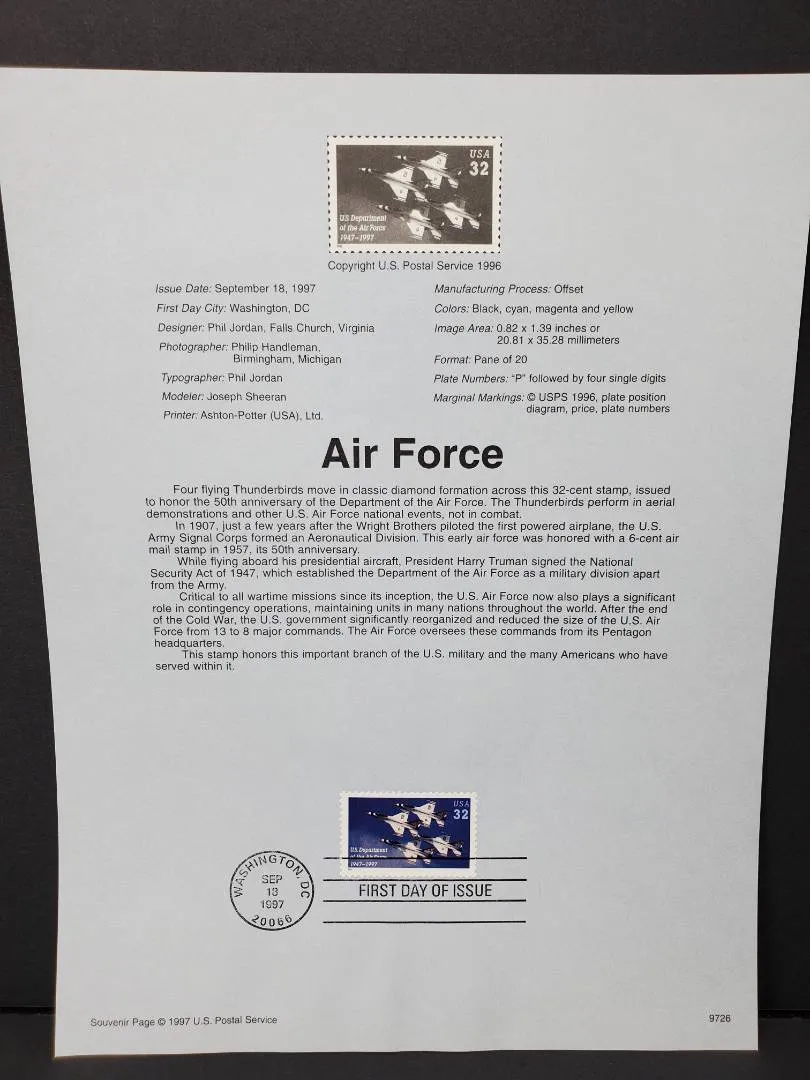 USA
32
U.S. Department
of the Air Force
1947–1997
Copyright U.S. Postal Service 1996
Issue Date: September 18, 1997
First Day City: Washington, DC
Designer: Phil Jordan, Falls Church, Virginia
Photographer: Philip Handleman,
Birmingham, Michigan
Typographer: Phil Jordan
Modeler: Joseph Sheeran
Printer: Ashton-Potter (USA), Ltd.
Manufacturing Process: Offset
Colors: Black, cyan, magenta and yellow
Image Area: 0.82 x 1.39 inches or
20.81 x 35.28 millimeters
Format: Pane of 20
Plate Numbers: “P” followed by four single digits
Marginal Markings: © USPS 1996, plate position
diagram, price, plate numbers
Air Force
Four flying Thunderbirds move in classic diamond formation across this 32-cent stamp, issued
to honor the 50th anniversary of the Department of the Air Force. The Thunderbirds perform in aerial
demonstrations and other U.S. Air Force national events, not in combat.
In 1907, just a few years after the Wright Brothers piloted the first powered airplane, the U.S.
Army Signal Corps formed an Aeronautical Division. This early air force was honored with a 6-cent air
mail stamp in 1957, its 50th anniversary.
While flying aboard his presidential aircraft, President Harry Truman signed the National
Security Act of 1947, which established the Department of the Air Force as a military division apart
from the Army.
Critical to all wartime missions since its inception, the U.S. Air Force now also plays a significant
role in contingency operations, maintaining units in many nations throughout the world. After the end
of the Cold War, the U.S. government significantly reorganized and reduced the size of the U.S. Air
Force from 13 to 8 major commands. The Air Force oversees these commands from its Pentagon
headquarters.
This stamp honors this important branch of the U.S. military and the many Americans who have
served within it.
USA
32
U.S. Department
of the Air Force
1947–1997
WASHINGTON, DC
SEP
18
1997
20066
FIRST DAY OF ISSUE
Souvenir Page © 1997 U.S. Postal Service
9726